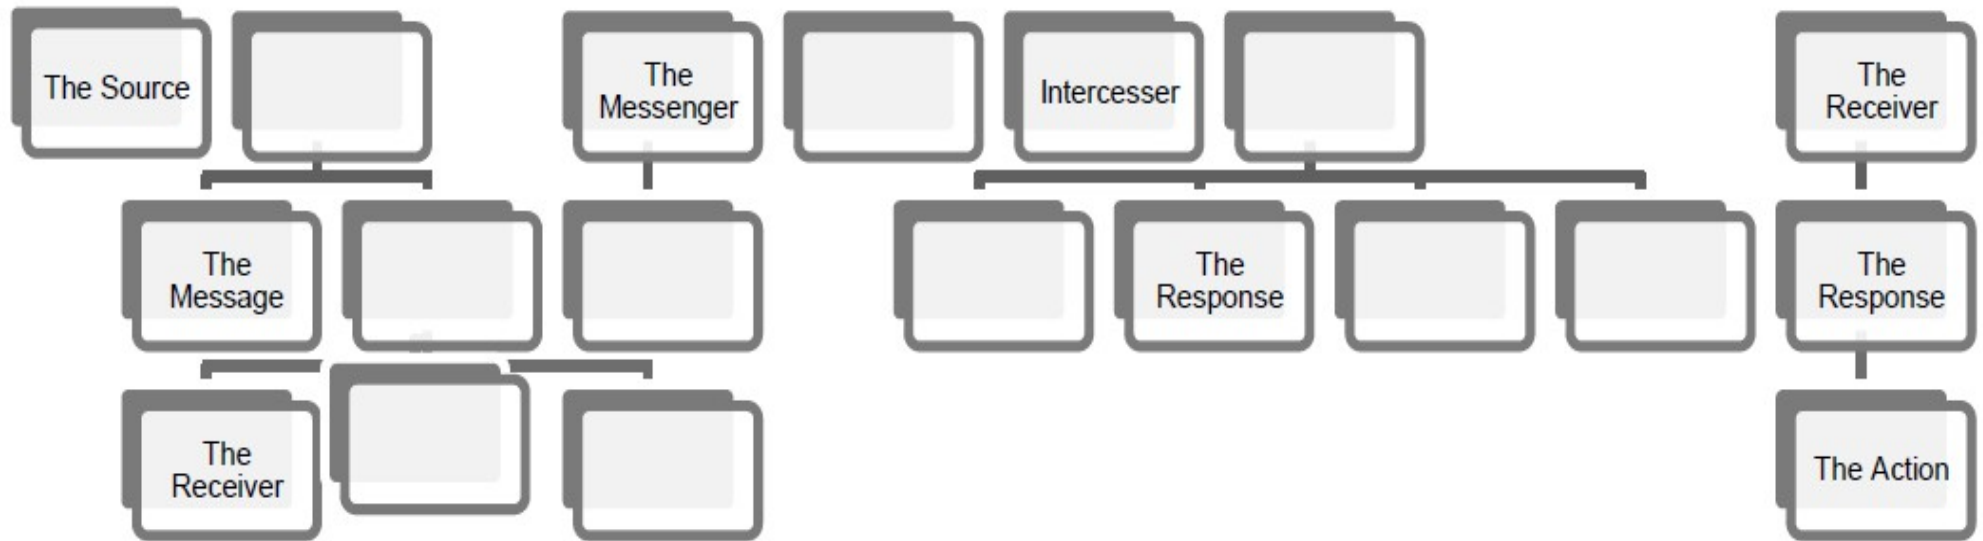 The Source
The
Messenger
Intercesser
The
Receiver
The
Message
The
Response
The
Response
The
Receiver
The Action